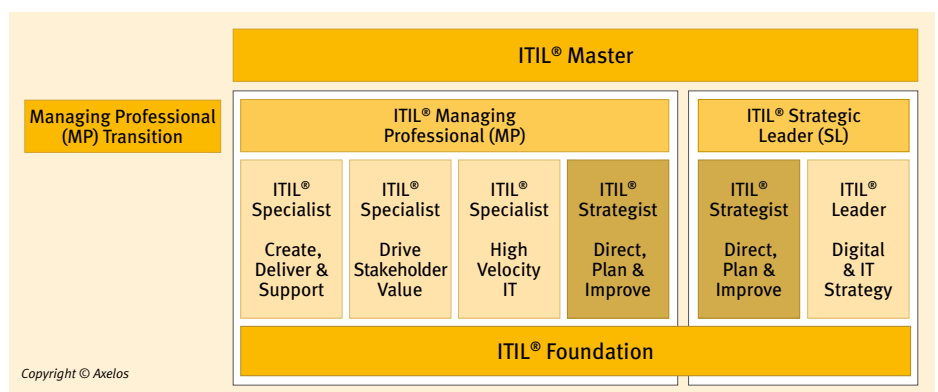 ITIL® Master
Managing Professional
(MP) Transition
ITIL® Managing
Professional (MP)
ITIL® Strategic
Leader (SL)
ITIL®
Specialist
Create,
Deliver &
Support
ITIL®
Specialist
Drive
Stakeholder
Value
ITIL®
Specialist
High
Velocity
IT
ITIL®
Strategist
Direct,
Plan &
Improve
ITIL®
Strategist
Direct,
Plan &
Improve
ITIL®
Leader
Digital
& IT
Strategy
ITIL® Foundation
Copyright © Axelos